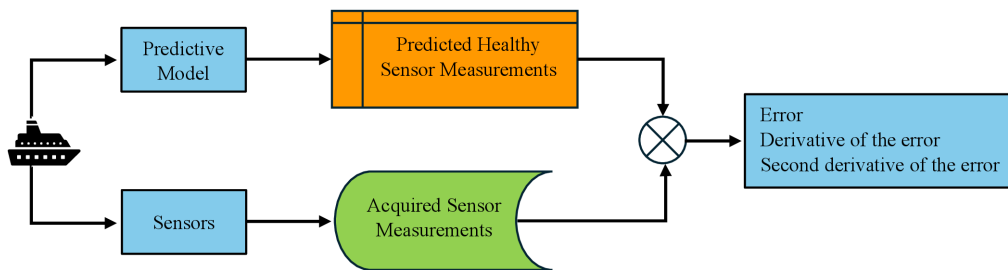 Predictive
Model
Predicted Healthy
Sensor Measurements
Error
Derivative of the error
Second derivative of the error
Sensors
Acquired Sensor
Measurements